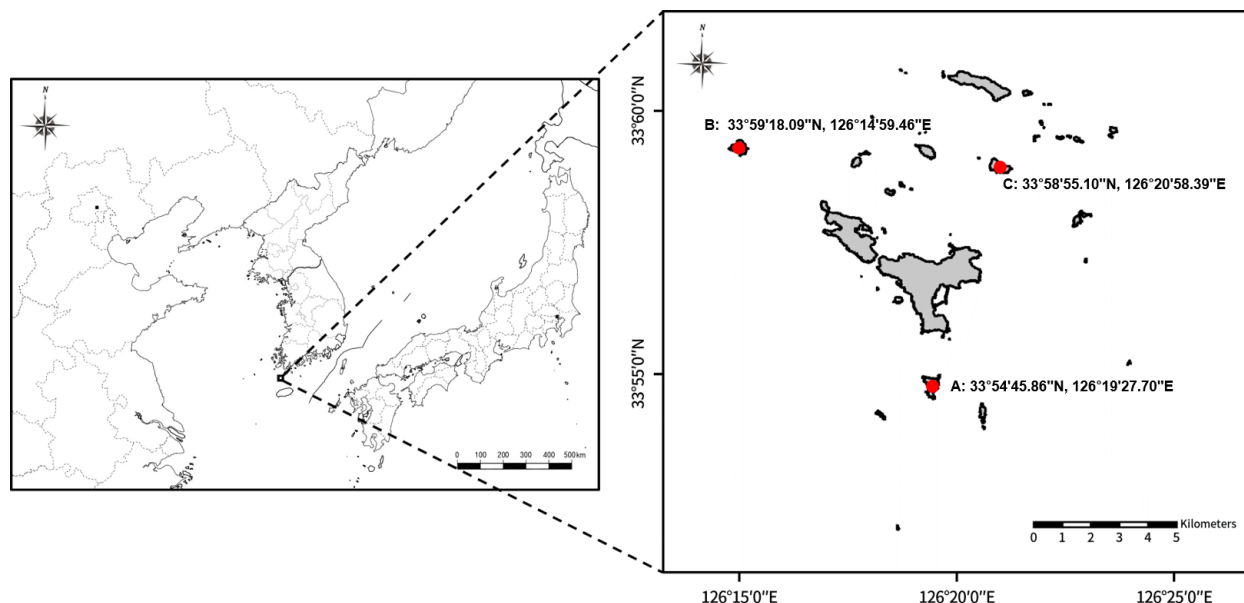 N
0 100 200 300 400 500km
N
33°60'0"N
33°55'0"N
B: 33°59'18.09"N, 126°14'59.46"E
C: 33°58'55.10"N, 126°20'58.39"E
A: 33°54'45.86"N, 126°19'27.70"E
Kilometers
0 1 2 3 4 5
126°15'0"E 126°20'0"E 126°25'0"E